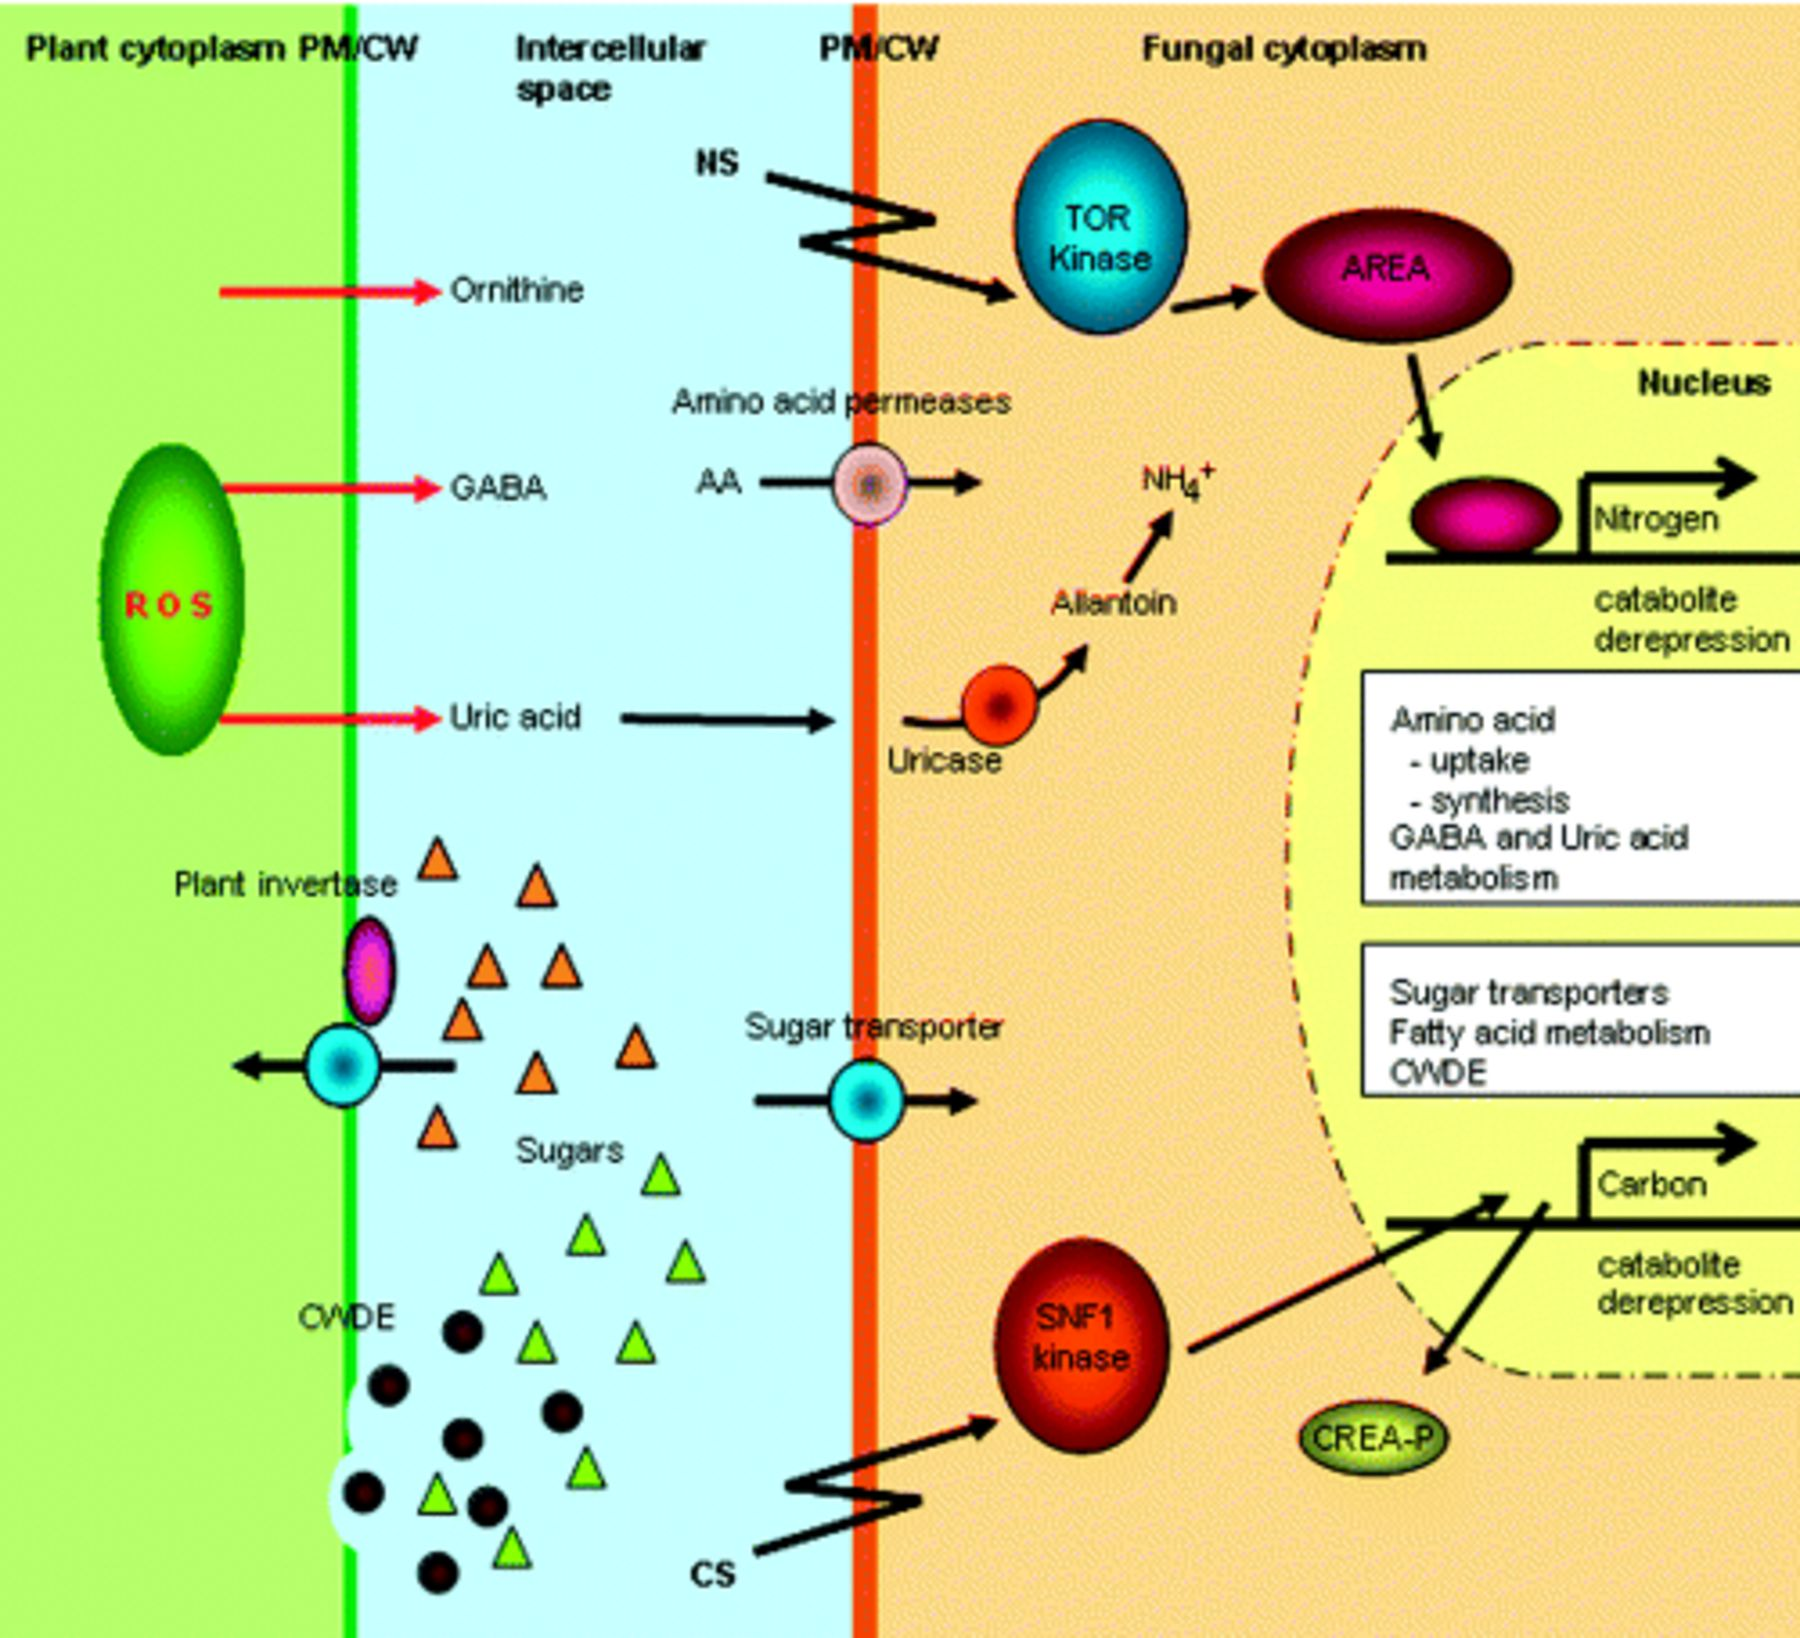 Plant cytoplasm PM/CW
Intercellular
space
PM/CW
Fungal cytoplasm
NS
TOR
Kinase
AREA
Ornithine
Nucleus
Amino acid permeases
GABA
AA
NH4+
Nitrogen
catabolite
derepression
ROS
Allantoin
Uric acid
Uricase
Amino acid
- uptake
- synthesis
GABA and Uric acid
metabolism
Plant invertase
Sugar transporter
Sugar transporters
Fatty acid metabolism
CWDE
Sugars
Carbon
catabolite
derepression
CWDE
SNF1
kinase
CREA-P
CS